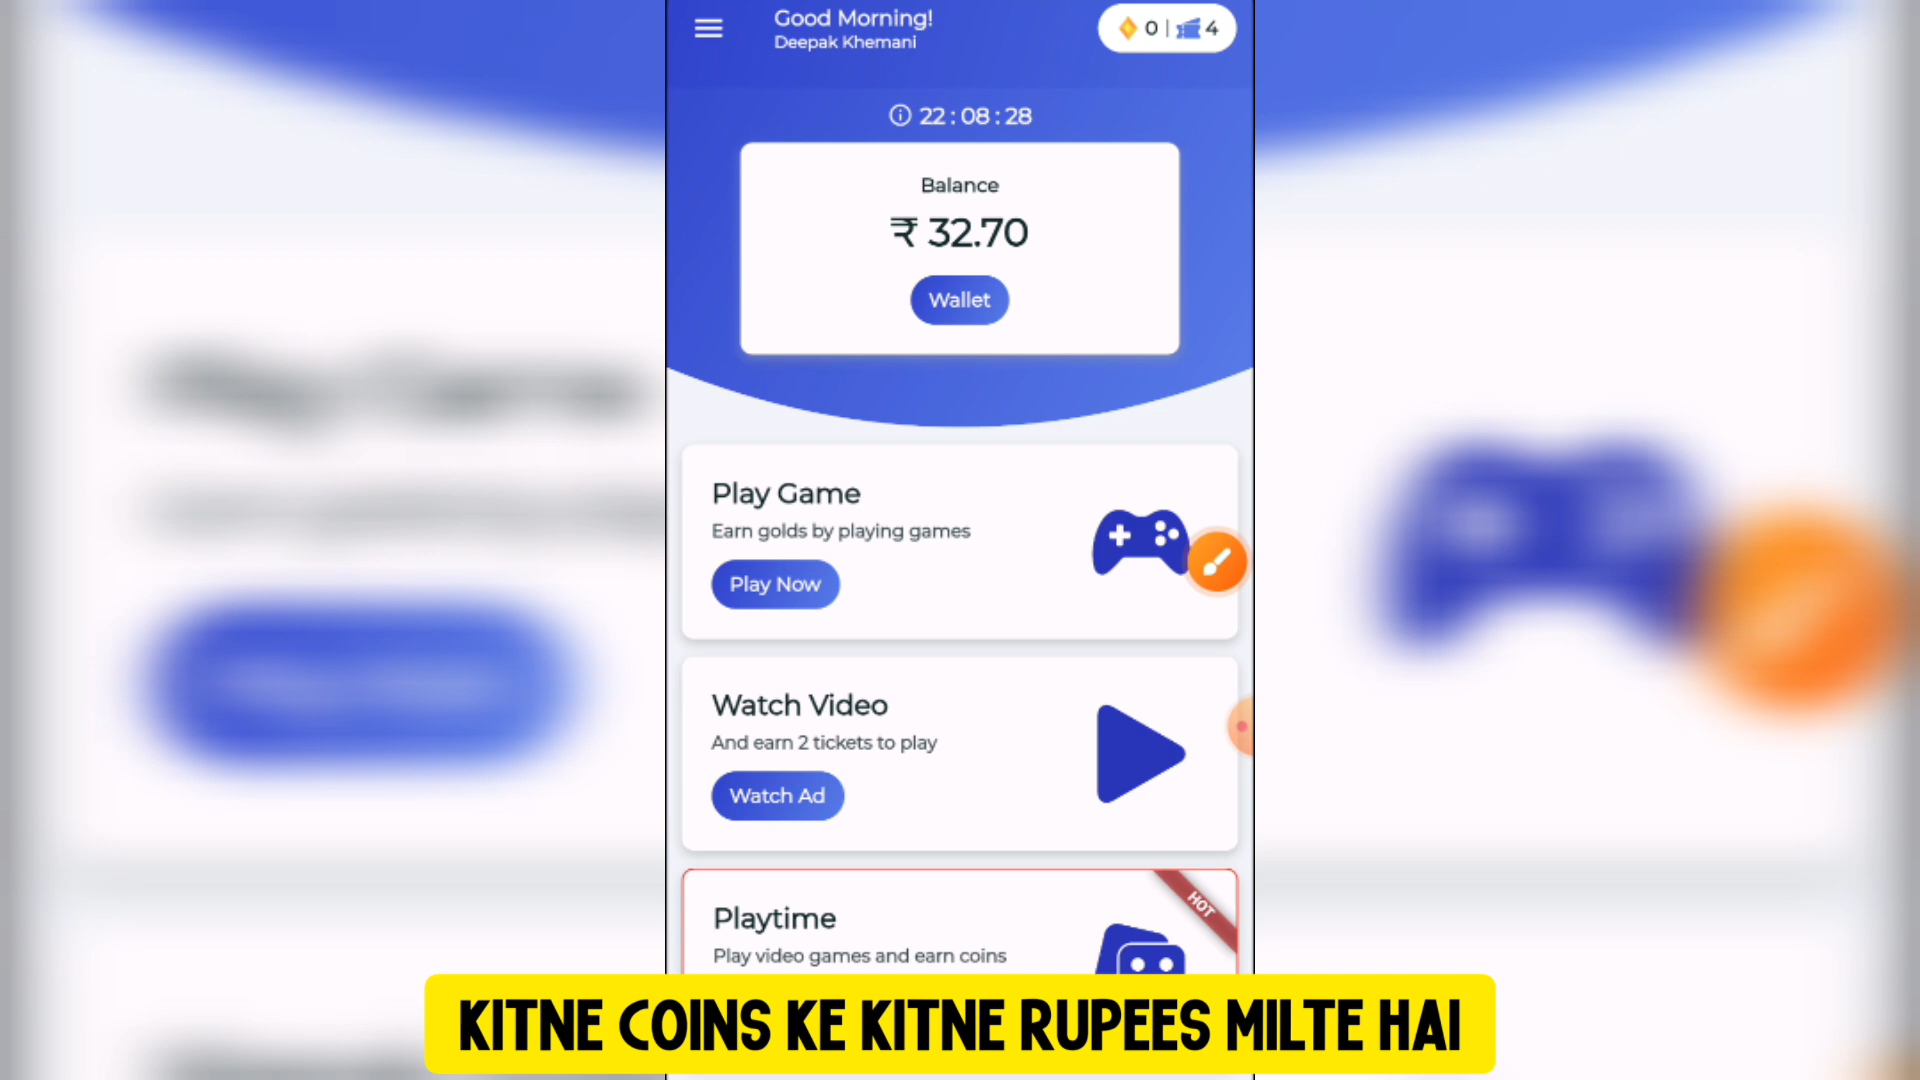 Good Morning!
Deepak Khemani
0 | 4
22 : 08 : 28
Balance
₹ 32.70
Wallet
Play Game
Earn golds by playing games
Play Now
Watch Video
And earn 2 tickets to play
Watch Ad
HOT
Playtime
Play video games and earn coins
KITNE COINS KE KITNE RUPEES MILTE HAI